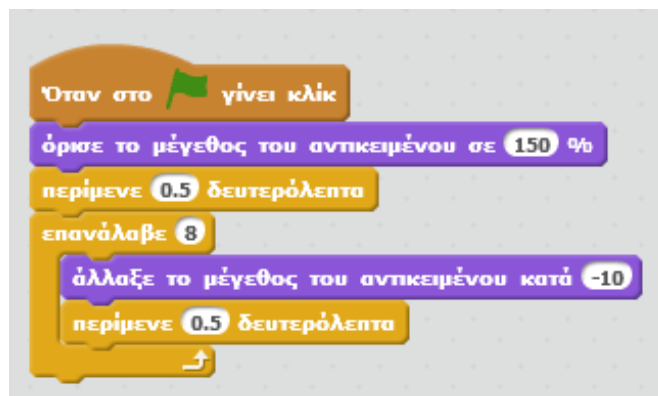 Όταν στο γίνει κλικ
όρισε το μέγεθος του αντικειμένου σε 150 %
περίμενε 0.5 δευτερόλεπτα
επανάλαβε 8
άλλαξε το μέγεθος του αντικειμένου κατά -10
περίμενε 0.5 δευτερόλεπτα